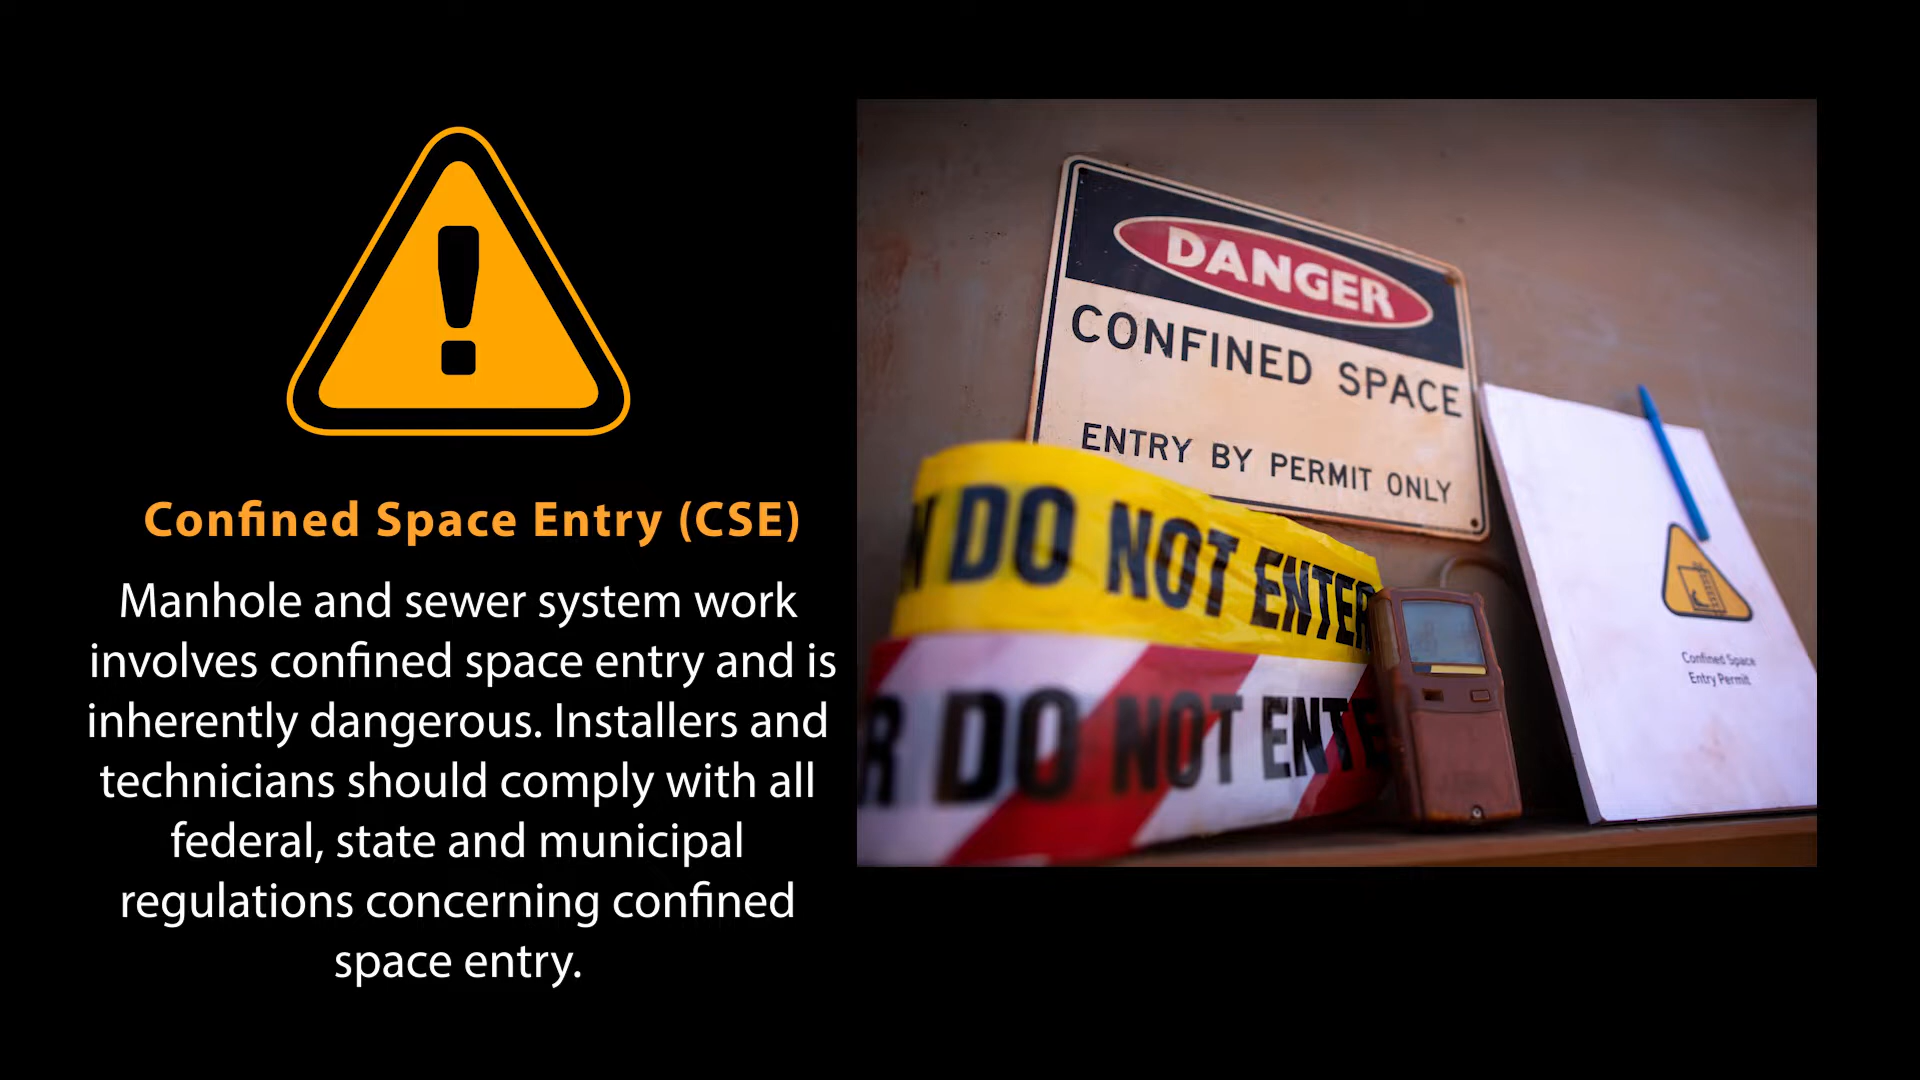 Confined Space Entry (CSE)
Manhole and sewer system work
involves confined space entry and is
inherently dangerous. Installers and
technicians should comply with all
federal, state and municipal
regulations concerning confined
space entry.
DANGER
CONFINED SPACE
ENTRY BY PERMIT ONLY
N DO NOT ENTER
R DO NOT ENTE
Confined Space
Entry Permit